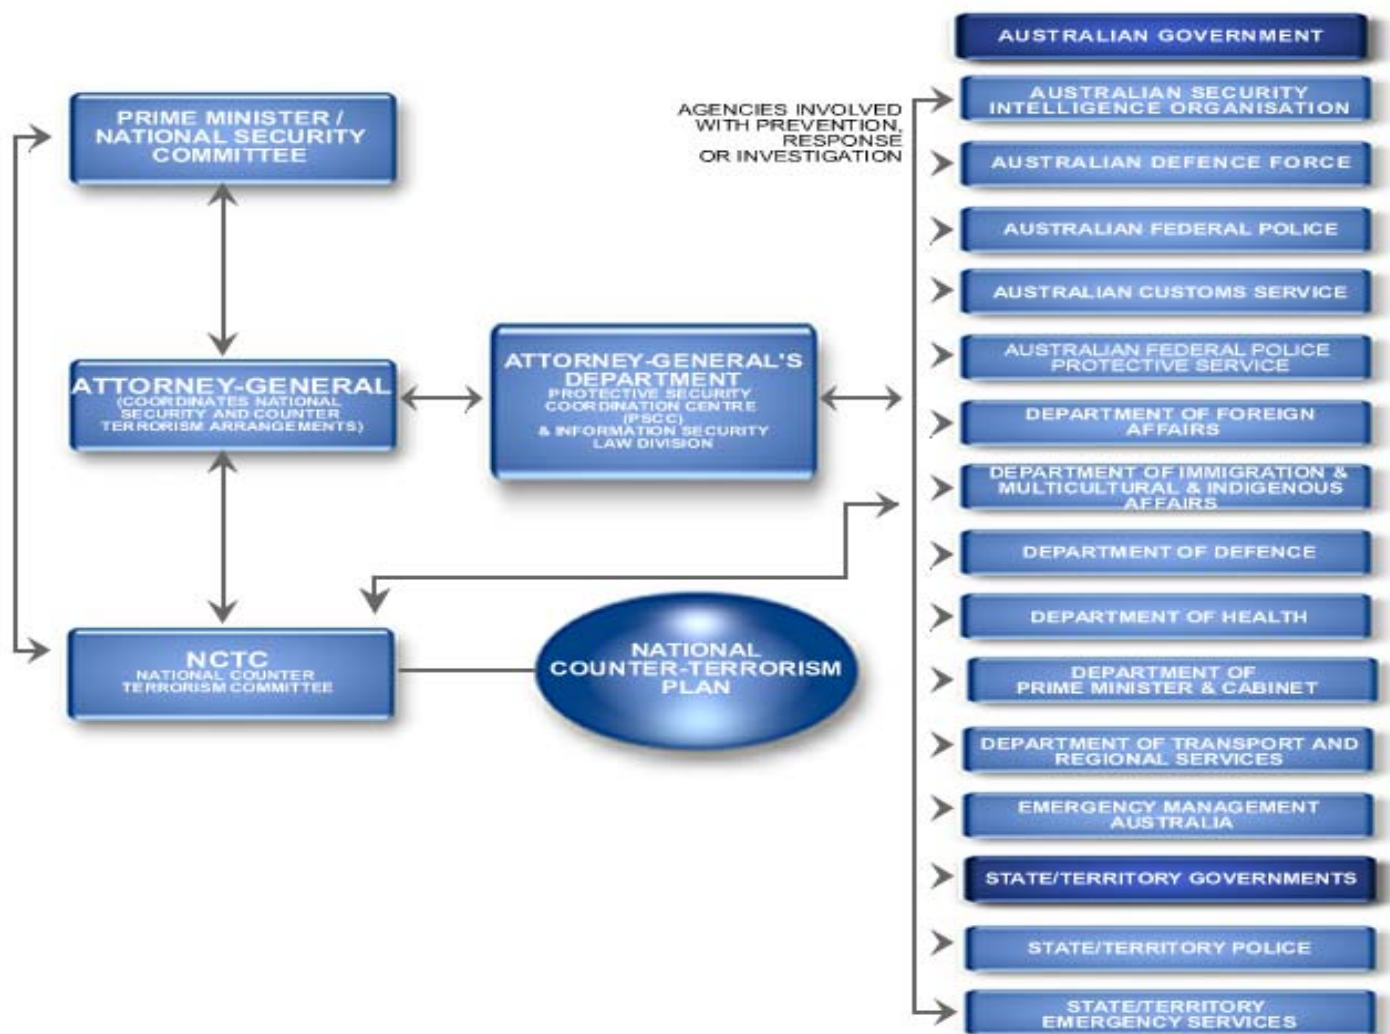 PRIME MINISTER /
NATIONAL SECURITY
COMMITTEE
ATTORNEY-GENERAL
(COORDINATES NATIONAL
SECURITY AND COUNTER
TERRORISM ARRANGEMENTS)
NCTC
NATIONAL COUNTER
TERRORISM COMMITTEE
ATTORNEY-GENERAL'S
DEPARTMENT
PROTECTIVE SECURITY
COORDINATION CENTRE
(PSCC)
& INFORMATION SECURITY
LAW DIVISION
NATIONAL
COUNTER-TERRORISM
PLAN
AGENCIES INVOLVED
WITH PREVENTION,
RESPONSE
OR INVESTIGATION
AUSTRALIAN GOVERNMENT
AUSTRALIAN SECURITY
INTELLIGENCE ORGANISATION
AUSTRALIAN DEFENCE FORCE
AUSTRALIAN FEDERAL POLICE
AUSTRALIAN CUSTOMS SERVICE
AUSTRALIAN FEDERAL POLICE
PROTECTIVE SERVICE
DEPARTMENT OF FOREIGN
AFFAIRS
DEPARTMENT OF IMMIGRATION &
MULTICULTURAL & INDIGENOUS
AFFAIRS
DEPARTMENT OF DEFENCE
DEPARTMENT OF HEALTH
DEPARTMENT OF
PRIME MINISTER & CABINET
DEPARTMENT OF TRANSPORT AND
REGIONAL SERVICES
EMERGENCY MANAGEMENT
AUSTRALIA
STATE/TERRITORY GOVERNMENTS
STATE/TERRITORY POLICE
STATE/TERRITORY
EMERGENCY SERVICES